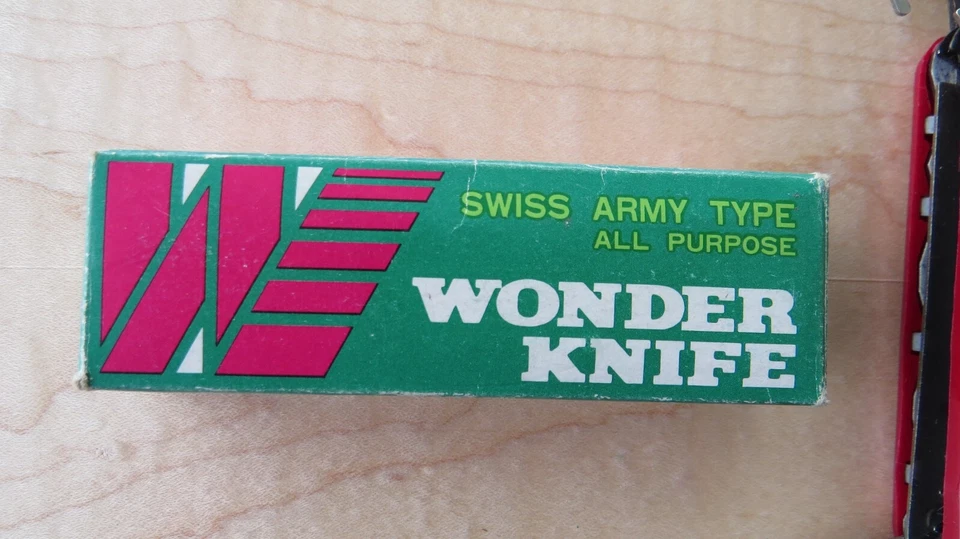 W
SWISS ARMY TYPE
ALL PURPOSE
WONDER
KNIFE